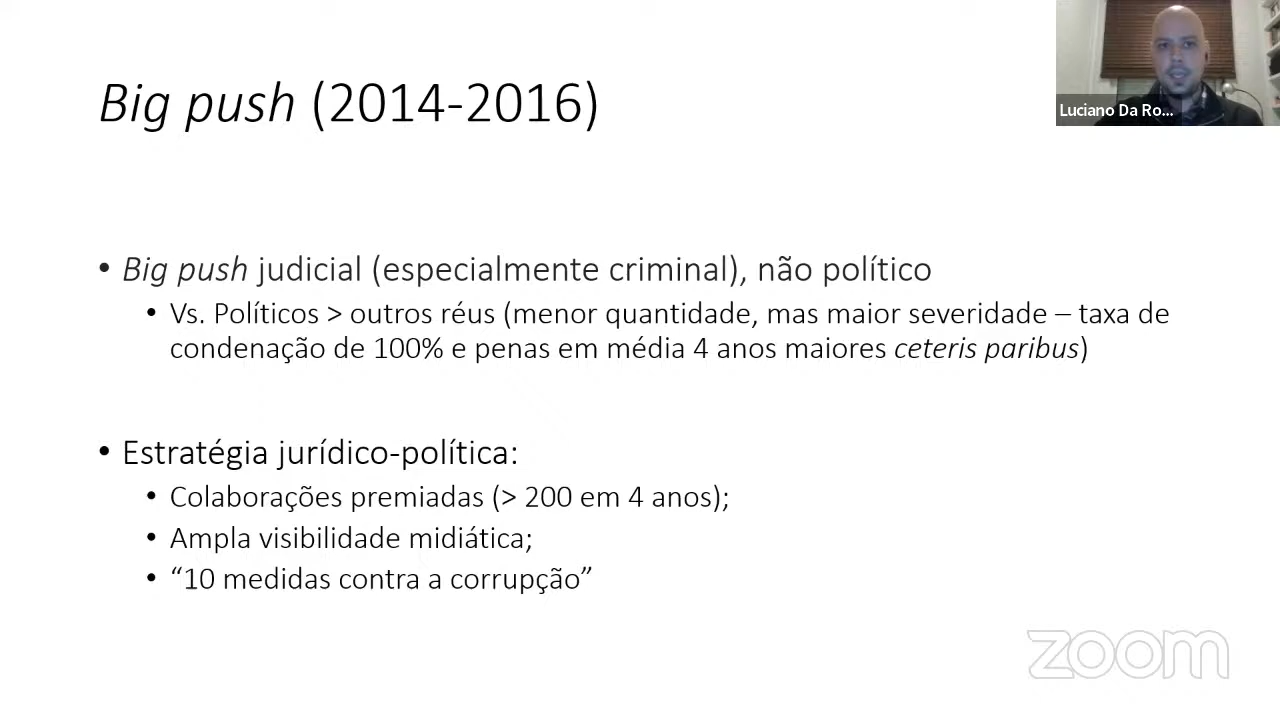 Big push (2014-2016)
Luciano Da Ro...
• Big push judicial (especialmente criminal), não político
• Vs. Políticos > outros réus (menor quantidade, mas maior severidade – taxa de
condenação de 100% e penas em média 4 anos maiores ceteris paribus)
• Estratégia jurídico-política:
• Colaborações premiadas (> 200 em 4 anos);
• Ampla visibilidade midiática;
• “10 medidas contra a corrupção”
zoom